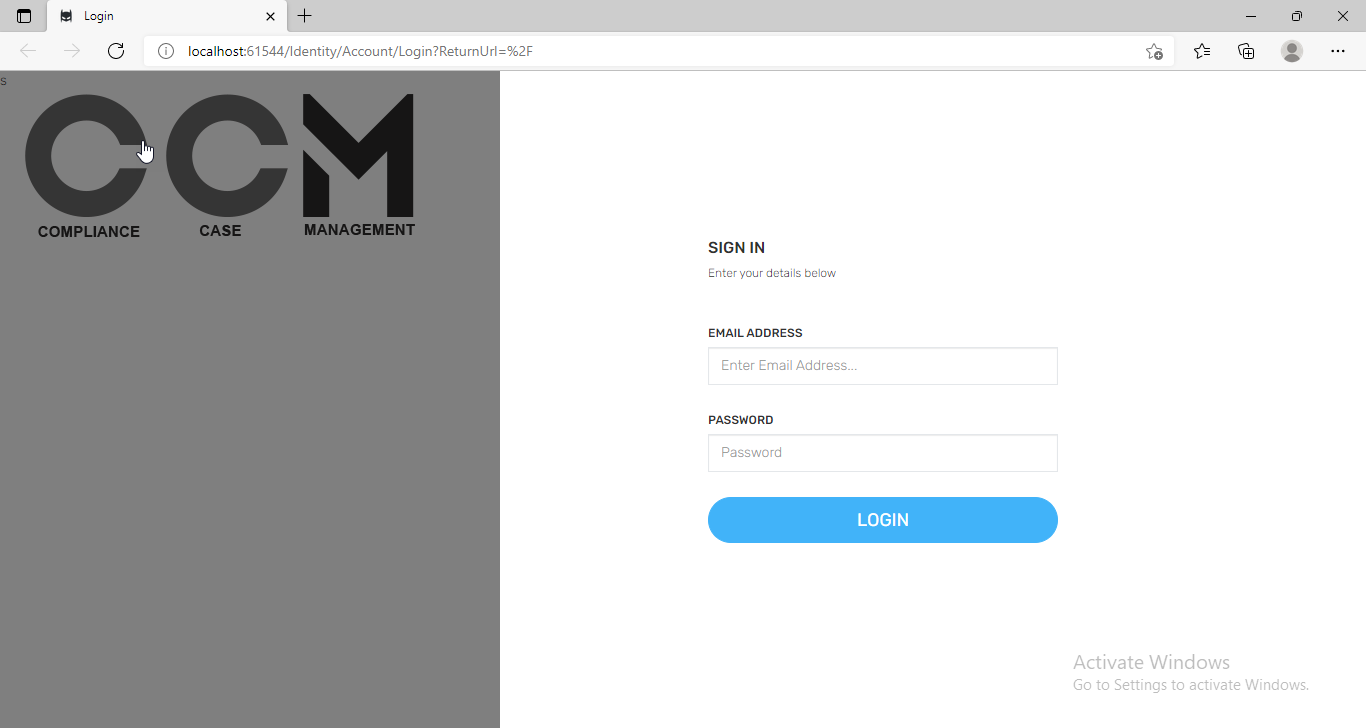 Login
localhost:61544/Identity/Account/Login?ReturnUrl=%2F
s
CCM
COMPLIANCE CASE MANAGEMENT
SIGN IN
Enter your details below
EMAIL ADDRESS
Enter Email Address...
PASSWORD
Password
LOGIN
Activate Windows
Go to Settings to activate Windows.